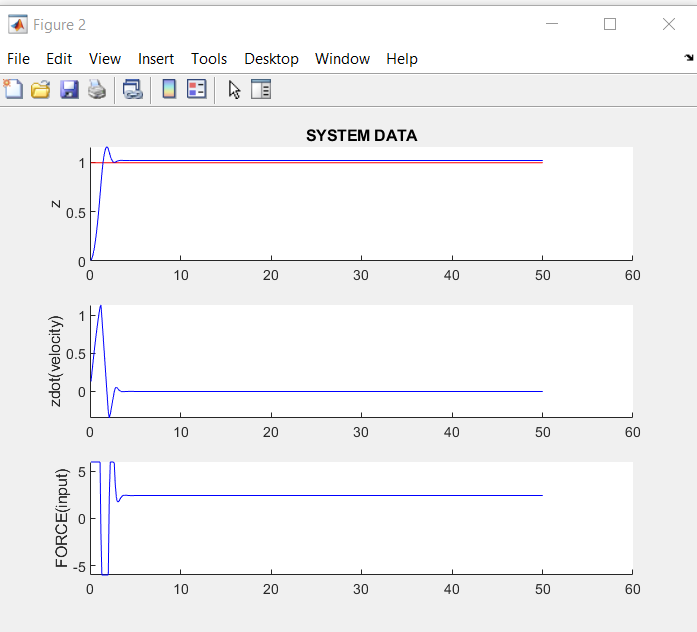 Figure 2
File Edit View Insert Tools Desktop Window Help
SYSTEM DATA
z
1
0.5
0
0 10 20 30 40 50 60
zdot(velocity)
1
0.5
0
0 10 20 30 40 50 60
FORCE(input)
5
0
-5
0 10 20 30 40 50 60